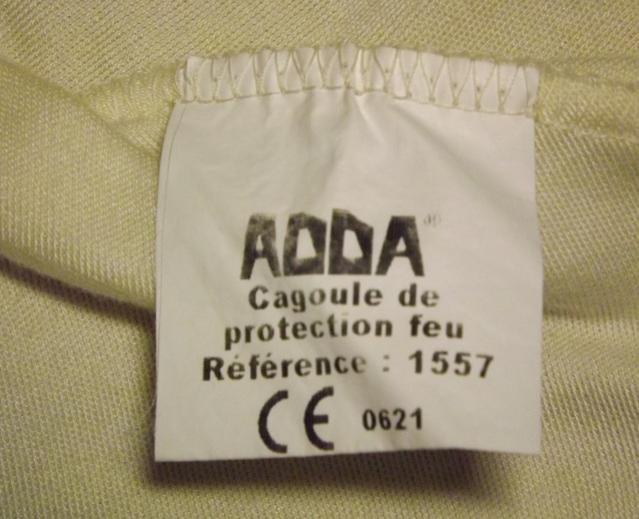 ADDA
Cagoule de
protection feu
Référence : 1557
CE 0621